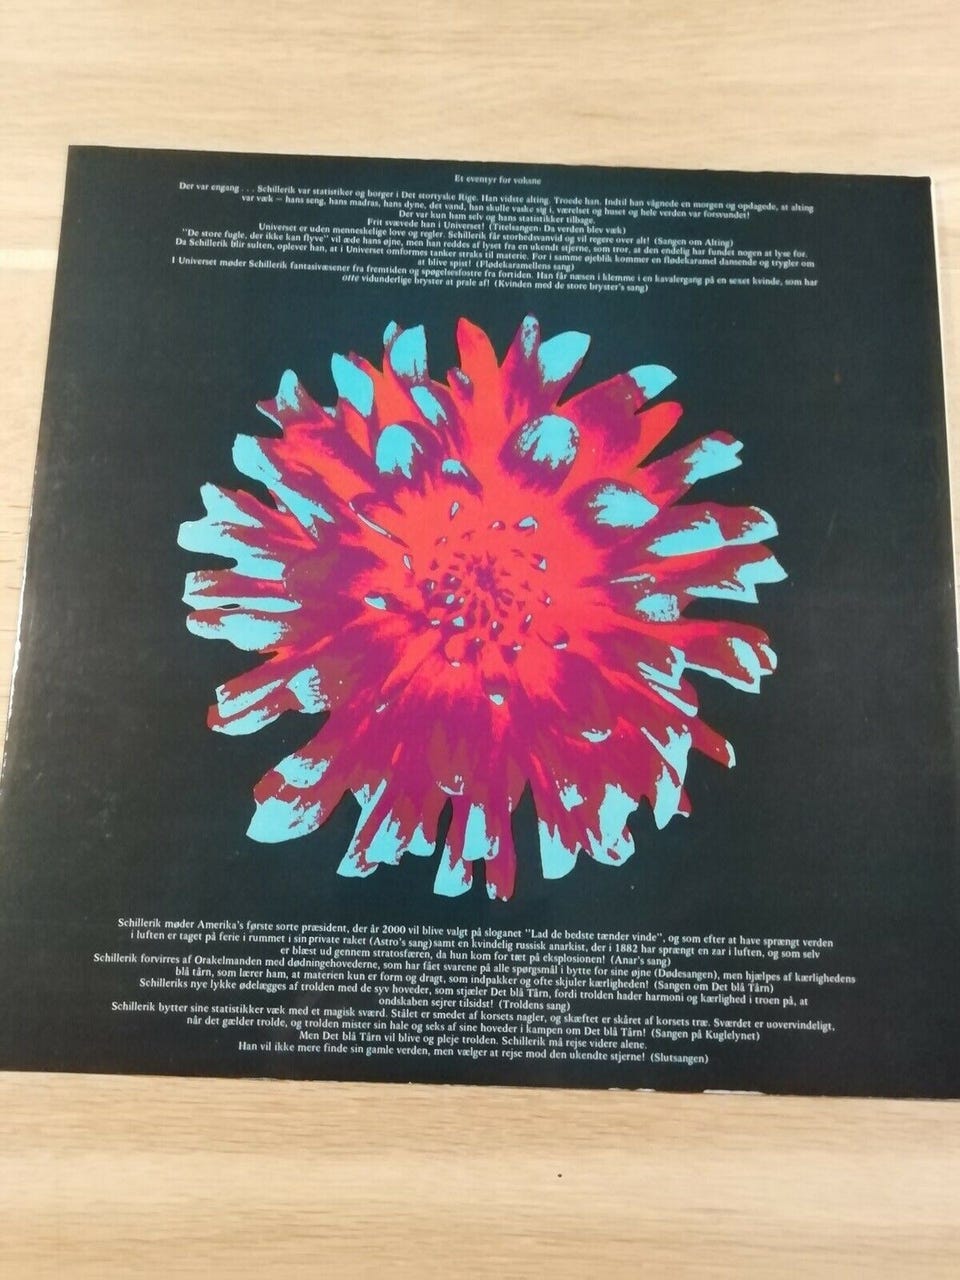 Et eventyr for voksne
Der var engang . . . Schillerik var statistiker og borger i Det stortyske Rige. Han vidste alting. Troede han. Indtil han vågnede en morgen og opdagede, at alting
var væk – hans seng, hans madras, hans dyne, det vand, han skulle vaske sig i, værelset og huset og hele verden var forsvundet!
Der var kun ham selv og hans statistikker tilbage.
Frit svævede han i Universet! (Titelsangen: Da verden blev væk)
Universet er uden menneskelige love og regler. Schillerik får storhedsvanvid og vil regere over alt! (Sangen om Alting)
"De store fugle, der ikke kan flyve" vil æde hans øjne, men han reddes af lyset fra en ukendt stjerne, som tror, at den endelig har fundet nogen at lyse for.
Da Schillerik blir sulten, oplever han, at i Universet omformes tanker straks til materie. For i samme øjeblik kommer en flødekaramel dansende og trygler om
at blive spist! (Flødekaramellens sang)
I Universet møder Schillerik fantasivæsener fra fremtiden og spøgelsesfostre fra fortiden. Han får næsen i klemme i en kavalergang på en sexet kvinde, som har
otte vidunderlige bryster at prale af! (Kvinden med de store bryster's sang)
Schillerik møder Amerika's første sorte præsident, der år 2000 vil blive valgt på sloganet "Lad de bedste tænder vinde", og som efter at have sprængt verden
i luften er taget på ferie i rummet i sin private raket (Astro's sang) samt en kvindelig russisk anarkist, der i 1882 har sprængt en zar i luften, og som selv
er blæst ud gennem stratosfæren, da hun kom for tæt på eksplosionen! (Anar's sang)
Schillerik forvirres af Orakelmanden med dødningehovederne, som har fået svarene på alle spørgsmål i bytte for sine øjne (Dødesangen), men hjælpes af kærlighedens
blå tårn, som lærer ham, at materien kun er form og dragt, som indpakker og ofte skjuler kærligheden! (Sangen om Det blå Tårn)
Schilleriks nye lykke ødelægges af trolden med de syv hoveder, som stjæler Det blå Tårn, fordi trolden hader harmoni og kærlighed i troen på, at
ondskaben sejrer tilsidst! (Troldens sang)
Schillerik bytter sine statistikker væk med et magisk sværd. Stålet er smedet af korsets nagler, og skæftet er skåret af korsets træ. Sværdet er uovervindeligt,
når det gælder trolde, og trolden mister sin hale og seks af sine hoveder i kampen om Det blå Tårn! (Sangen på Kuglelynet)
Men Det blå Tårn vil blive og pleje trolden. Schillerik må rejse videre alene.
Han vil ikke mere finde sin gamle verden, men vælger at rejse mod den ukendte stjerne! (Slutsangen)